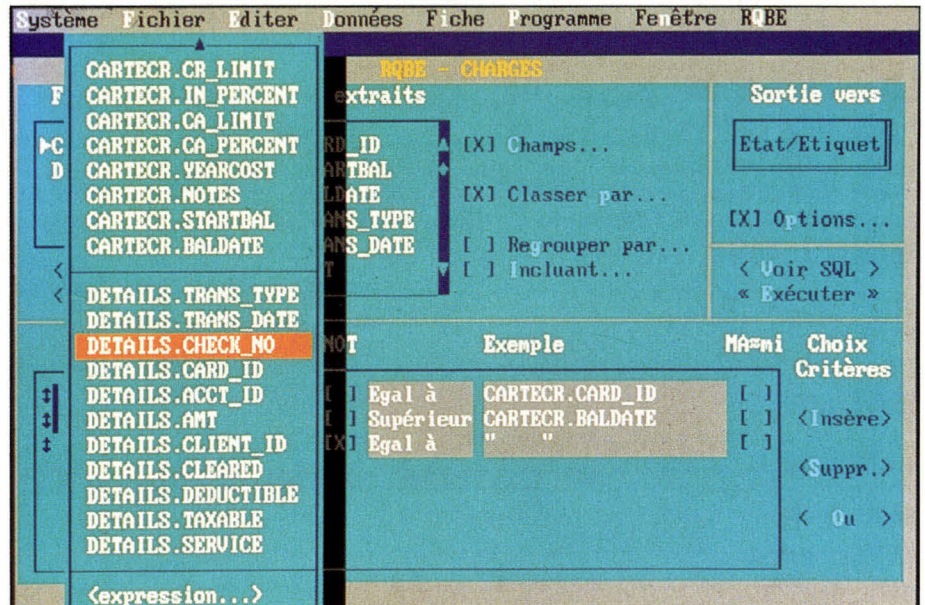 Système Fichier Editer Données Fiche Programme Fenêtre RQBE
RQBE - CHARGES
CARTECR.CR_LIMIT
CARTECR.IN_PERCENT
CARTECR.CA_LIMIT
CARTECR.CA_PERCENT
CARTECR.YEARCOST
CARTECR.NOTES
CARTECR.STARTBAL
CARTECR.BALDATE
DETAILS.TRANS_TYPE
DETAILS.TRANS_DATE
DETAILS.CHECK_NO
DETAILS.CARD_ID
DETAILS.ACCT_ID
DETAILS.AMT
DETAILS.CLIENT_ID
DETAILS.CLEARED
DETAILS.DEDUCTIBLE
DETAILS.TAXABLE
DETAILS.SERVICE
<expression...>
F
C
D
<
<
extraits
RD_ID
ARTBAL
LDATE
ANS_TYPE
ANS_DATE
T
[X] Champs...
[X] Classer par...
[ ] Regrouper par...
[ ] Incluant...
Sortie vers
Etat/Etiquet
[X] Options...
< Voir SQL >
« Exécuter »
NOT Exemple MA≈mi Choix
Critères
[ ] Egal à CARTECR.CARD_ID [ ]
[ ] Supérieur CARTECR.BALDATE [ ]
[X] Egal à " " [ ]
<Insère>
<Suppr.>
< Ou >